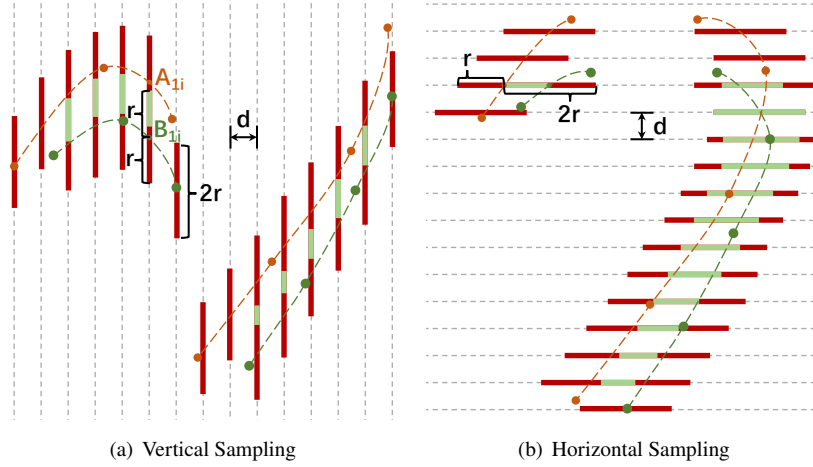 A1i
r
B1i
r
2r
d
r
2r
d
(a) Vertical Sampling
(b) Horizontal Sampling